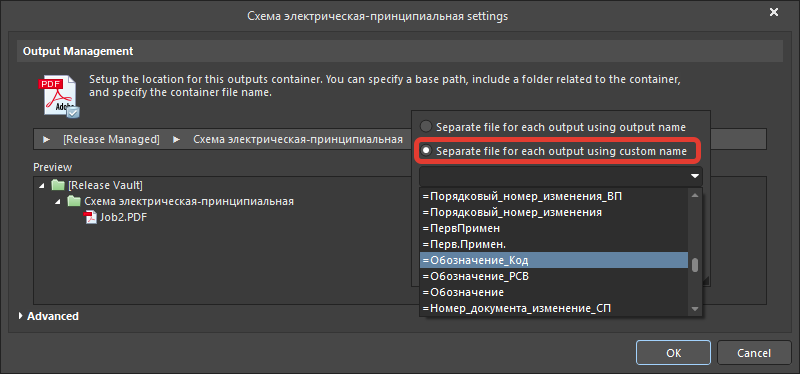 Схема электрическая-принципиальная settings
Output Management
PDF
Adobe
Setup the location for this outputs container. You can specify a base path, include a folder related to the container,
and specify the container file name.
[Release Managed]
Схема электрическая-принципиальная
Separate file for each output using output name
Separate file for each output using custom name
Preview
[Release Vault]
Схема электрическая-принципиальная
Job2.PDF
=Порядковый_номер_изменения_ВП
=Порядковый_номер_изменения
=ПервПримен
=Перв.Примен.
=Обозначение_Код
=Обозначение_PCB
=Обозначение
=Номер_документа_изменение_СП
Advanced
OK
Cancel